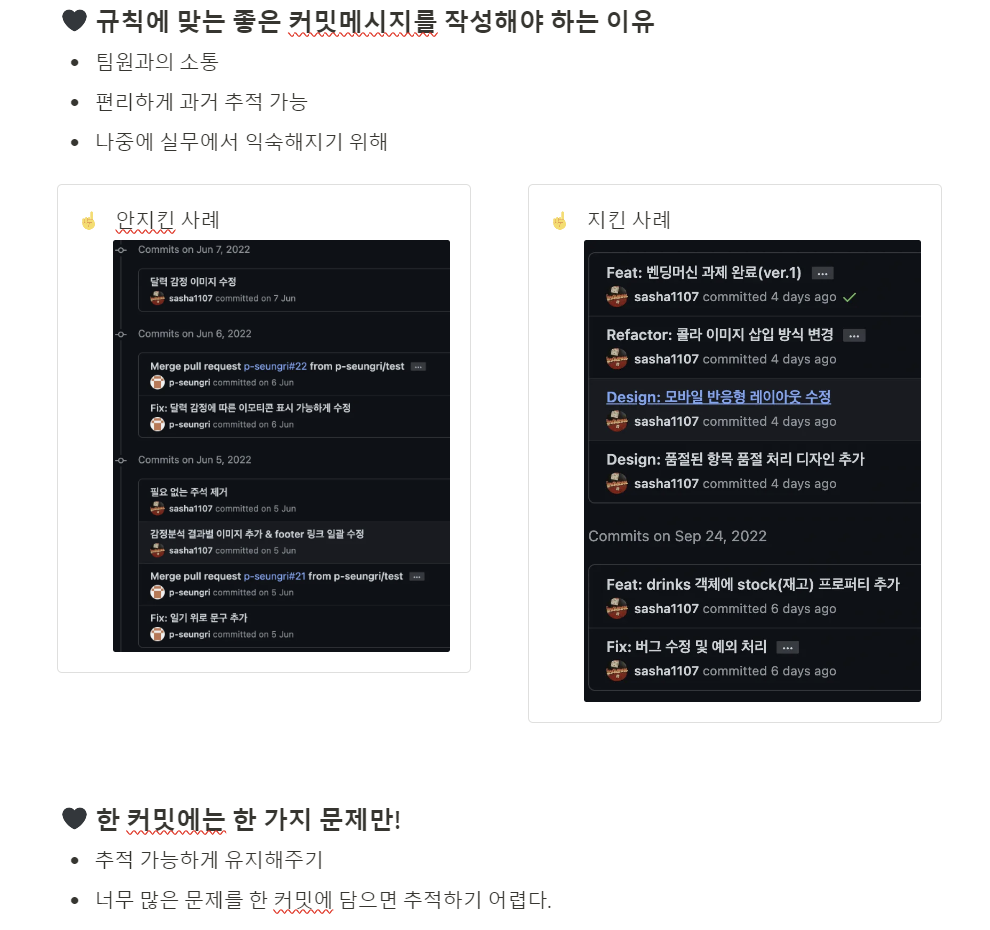 규칙에 맞는 좋은 커밋메시지를 작성해야 하는 이유
팀원과의 소통
편리하게 과거 추적 가능
나중에 실무에서 익숙해지기 위해
안지킨 사례
Commits on Jun 7, 2022
달력 감정 이미지 수정
sasha1107 committed on 7 Jun
Commits on Jun 6, 2022
Merge pull request p-seungri#22 from p-seungri/test ...
p-seungri committed on 6 Jun
Fix: 달력 감정에 따른 이모티콘 표시 가능하게 수정
p-seungri committed on 6 Jun
Commits on Jun 5, 2022
필요 없는 주석 제거
sasha1107 committed on 5 Jun
감정분석 결과별 이미지 추가 & footer 링크 일괄 수정
sasha1107 committed on 5 Jun
Merge pull request p-seungri#21 from p-seungri/test ...
p-seungri committed on 5 Jun
Fix: 일기 위로 문구 추가
p-seungri committed on 5 Jun
지킨 사례
Feat: 벤딩머신 과제 완료(ver.1) ...
sasha1107 committed 4 days ago
Refactor: 콜라 이미지 삽입 방식 변경 ...
sasha1107 committed 4 days ago
Design: 모바일 반응형 레이아웃 수정
sasha1107 committed 4 days ago
Design: 품절된 항목 품절 처리 디자인 추가
sasha1107 committed 4 days ago
Commits on Sep 24, 2022
Feat: drinks 객체에 stock(재고) 프로퍼티 추가
sasha1107 committed 6 days ago
Fix: 버그 수정 및 예외 처리 ...
sasha1107 committed 6 days ago
한 커밋에는 한 가지 문제만!
추적 가능하게 유지해주기
너무 많은 문제를 한 커밋에 담으면 추적하기 어렵다.